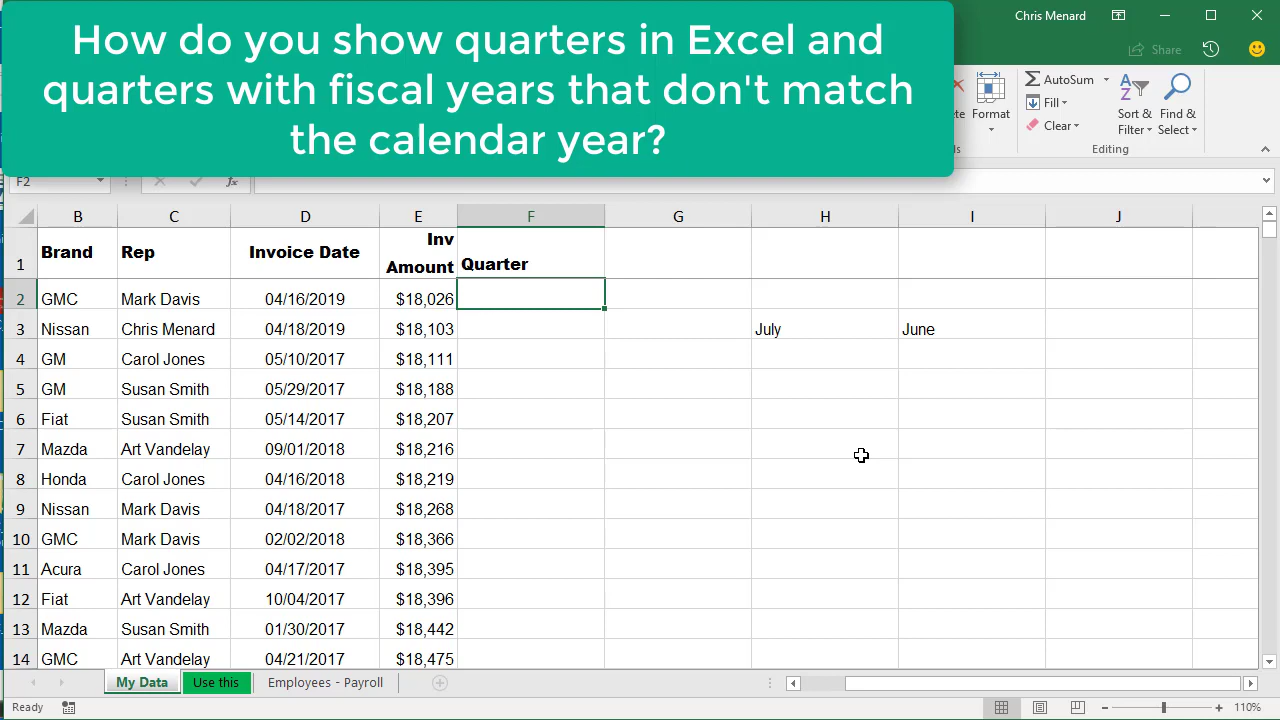 How do you show quarters in Excel and
quarters with fiscal years that don't match
the calendar year?
Chris Menard
Share
Format
AutoSum
Fill
Clear
Sort &
Filter
Find &
Select
Editing
F2
fx
B C D E F G H I J
1 Brand Rep Invoice Date Inv Amount Quarter
2 GMC Mark Davis 04/16/2019 $18,026
3 Nissan Chris Menard 04/18/2019 $18,103 July June
4 GM Carol Jones 05/10/2017 $18,111
5 GM Susan Smith 05/29/2017 $18,188
6 Fiat Susan Smith 05/14/2017 $18,207
7 Mazda Art Vandelay 09/01/2018 $18,216
8 Honda Carol Jones 04/16/2018 $18,219
9 Nissan Mark Davis 04/18/2017 $18,268
10 GMC Mark Davis 02/02/2018 $18,366
11 Acura Carol Jones 04/17/2017 $18,395
12 Fiat Art Vandelay 10/04/2017 $18,396
13 Mazda Susan Smith 01/30/2017 $18,442
14 GMC Art Vandelay 04/21/2017 $18,475
My Data Use this Employees - Payroll
Ready
110%